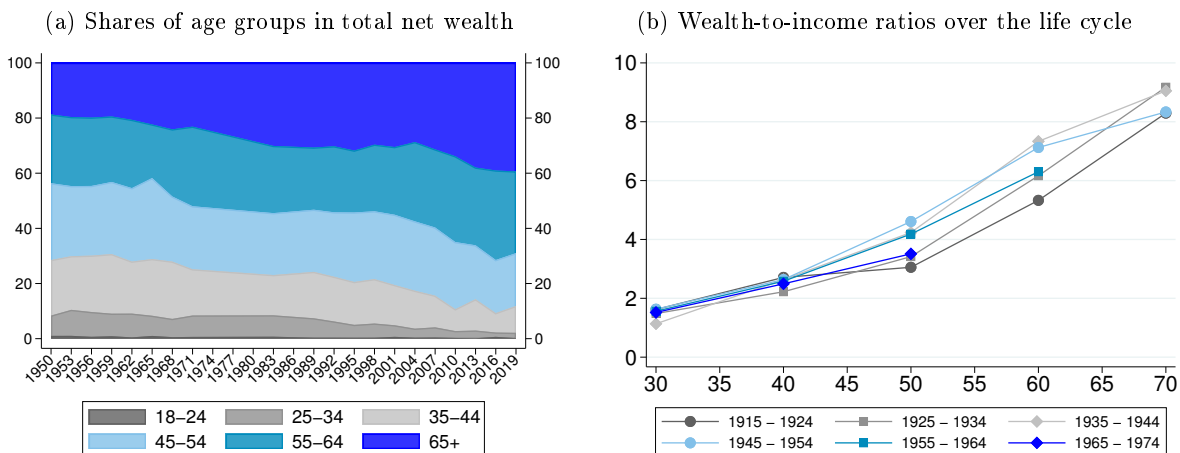 (a) Shares of age groups in total net wealth
100
80
60
40
20
0
100
80
60
40
20
0
1950 1953 1956 1959 1962 1965 1968 1971 1974 1977 1980 1983 1986 1989 1992 1995 1998 2001 2004 2007 2010 2013 2016 2019
18–24 25–34 35–44
45–54 55–64 65+
(b) Wealth-to-income ratios over the life cycle
10
8
6
4
2
0
30 35 40 45 50 55 60 65 70
1915 – 1924 1925 – 1934 1935 – 1944
1945 – 1954 1955 – 1964 1965 – 1974